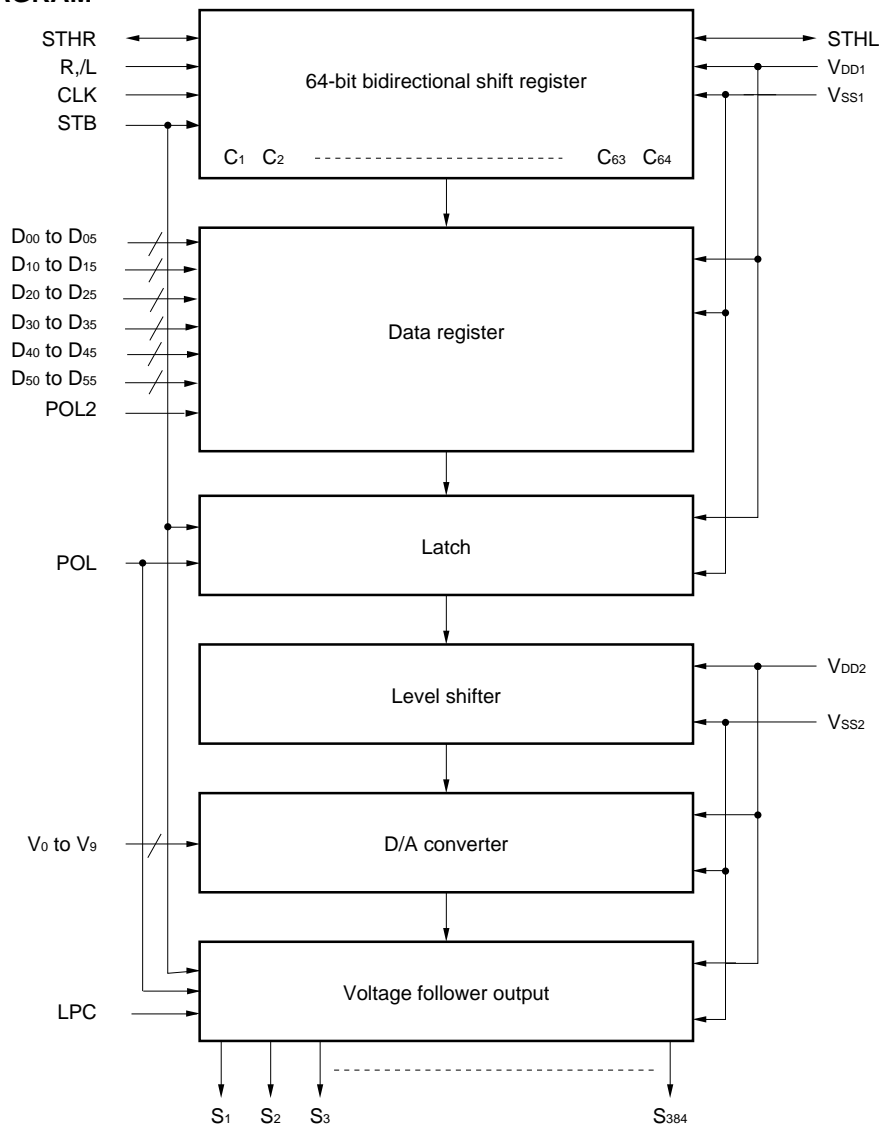 STHR
STHL
R,/L
64-bit bidirectional shift register
VDD1
CLK
VSS1
STB
C1 C2 C63 C64
D00 to D05
D10 to D15
D20 to D25
D30 to D35
Data register
D40 to D45
D50 to D55
POL2
Latch
POL
Level shifter
VDD2
VSS2
V0 to V9
D/A converter
Voltage follower output
LPC
S1 S2 S3 S384